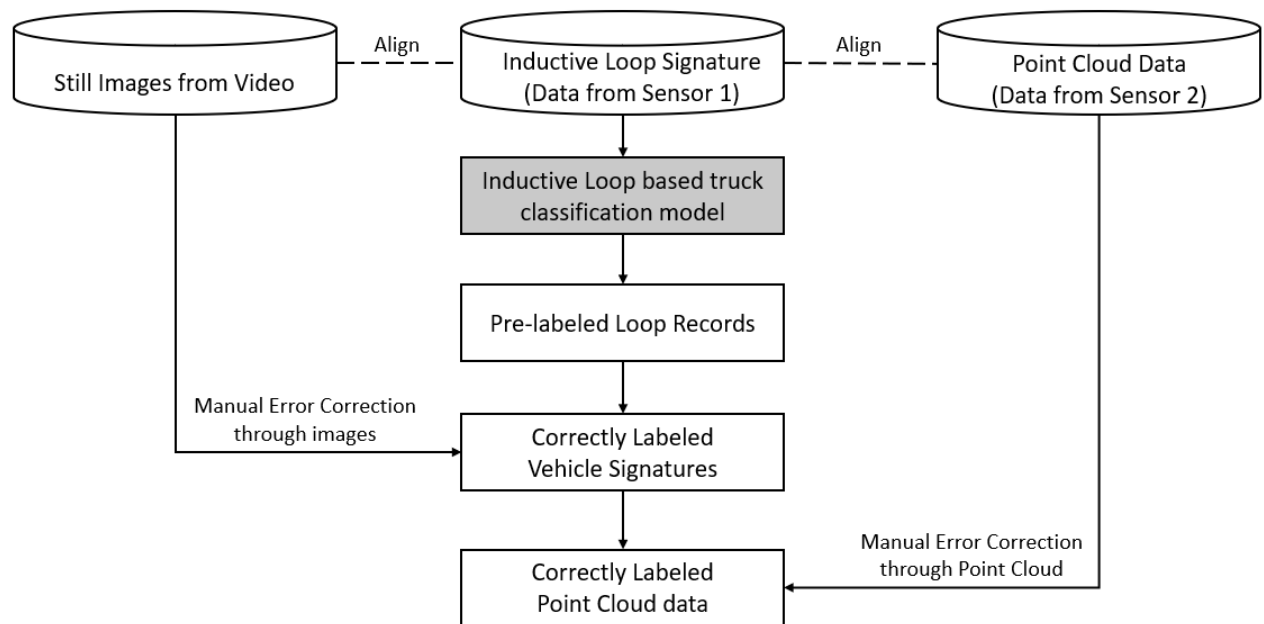 Align
Align
Still Images from Video
Inductive Loop Signature
(Data from Sensor 1)
Point Cloud Data
(Data from Sensor 2)
Inductive Loop based truck
classification model
Pre-labeled Loop Records
Manual Error Correction
through images
Correctly Labeled
Vehicle Signatures
Manual Error Correction
through Point Cloud
Correctly Labeled
Point Cloud data